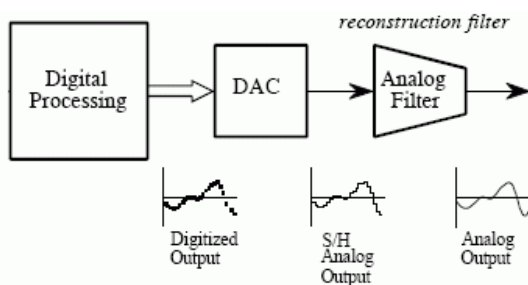 reconstruction filter
Digital
Processing
DAC
Analog
Filter
Digitized
Output
S/H
Analog
Output
Analog
Output